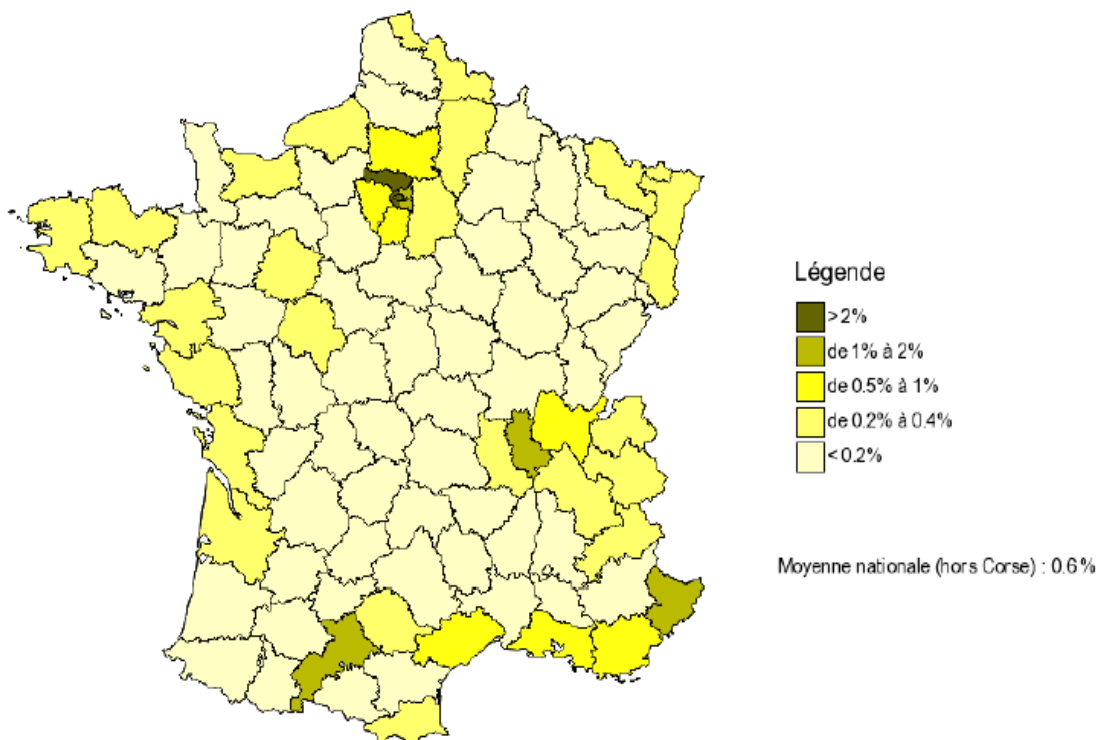 Légende
>2%
de 1% à 2%
de 0.5% à 1%
de 0.2% à 0.4%
<0.2%
Moyenne nationale (hors Corse) : 0.6%